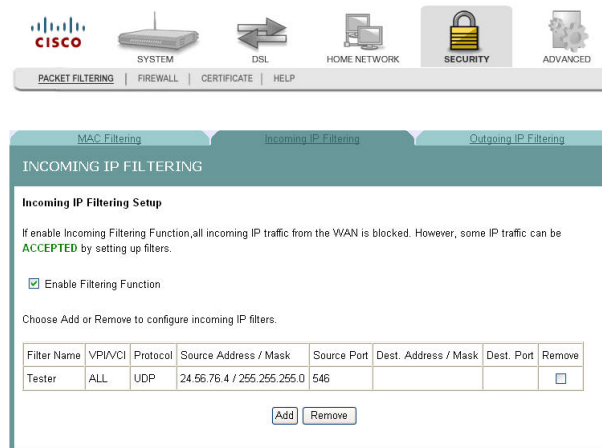 CISCO
SYSTEM DSL HOME NETWORK SECURITY ADVANCED
PACKET FILTERING | FIREWALL | CERTIFICATE | HELP
MAC Filtering Incoming IP Filtering Outgoing IP Filtering
INCOMING IP FILTERING
Incoming IP Filtering Setup
If enable Incoming Filtering Function,all incoming IP traffic from the WAN is blocked. However, some IP traffic can be
ACCEPTED by setting up filters.
Enable Filtering Function
Choose Add or Remove to configure incoming IP filters.
Filter Name VPI/VCI Protocol Source Address / Mask Source Port Dest. Address / Mask Dest. Port Remove
Tester ALL UDP 24.56.76.4 / 255.255.255.0 546
Add Remove